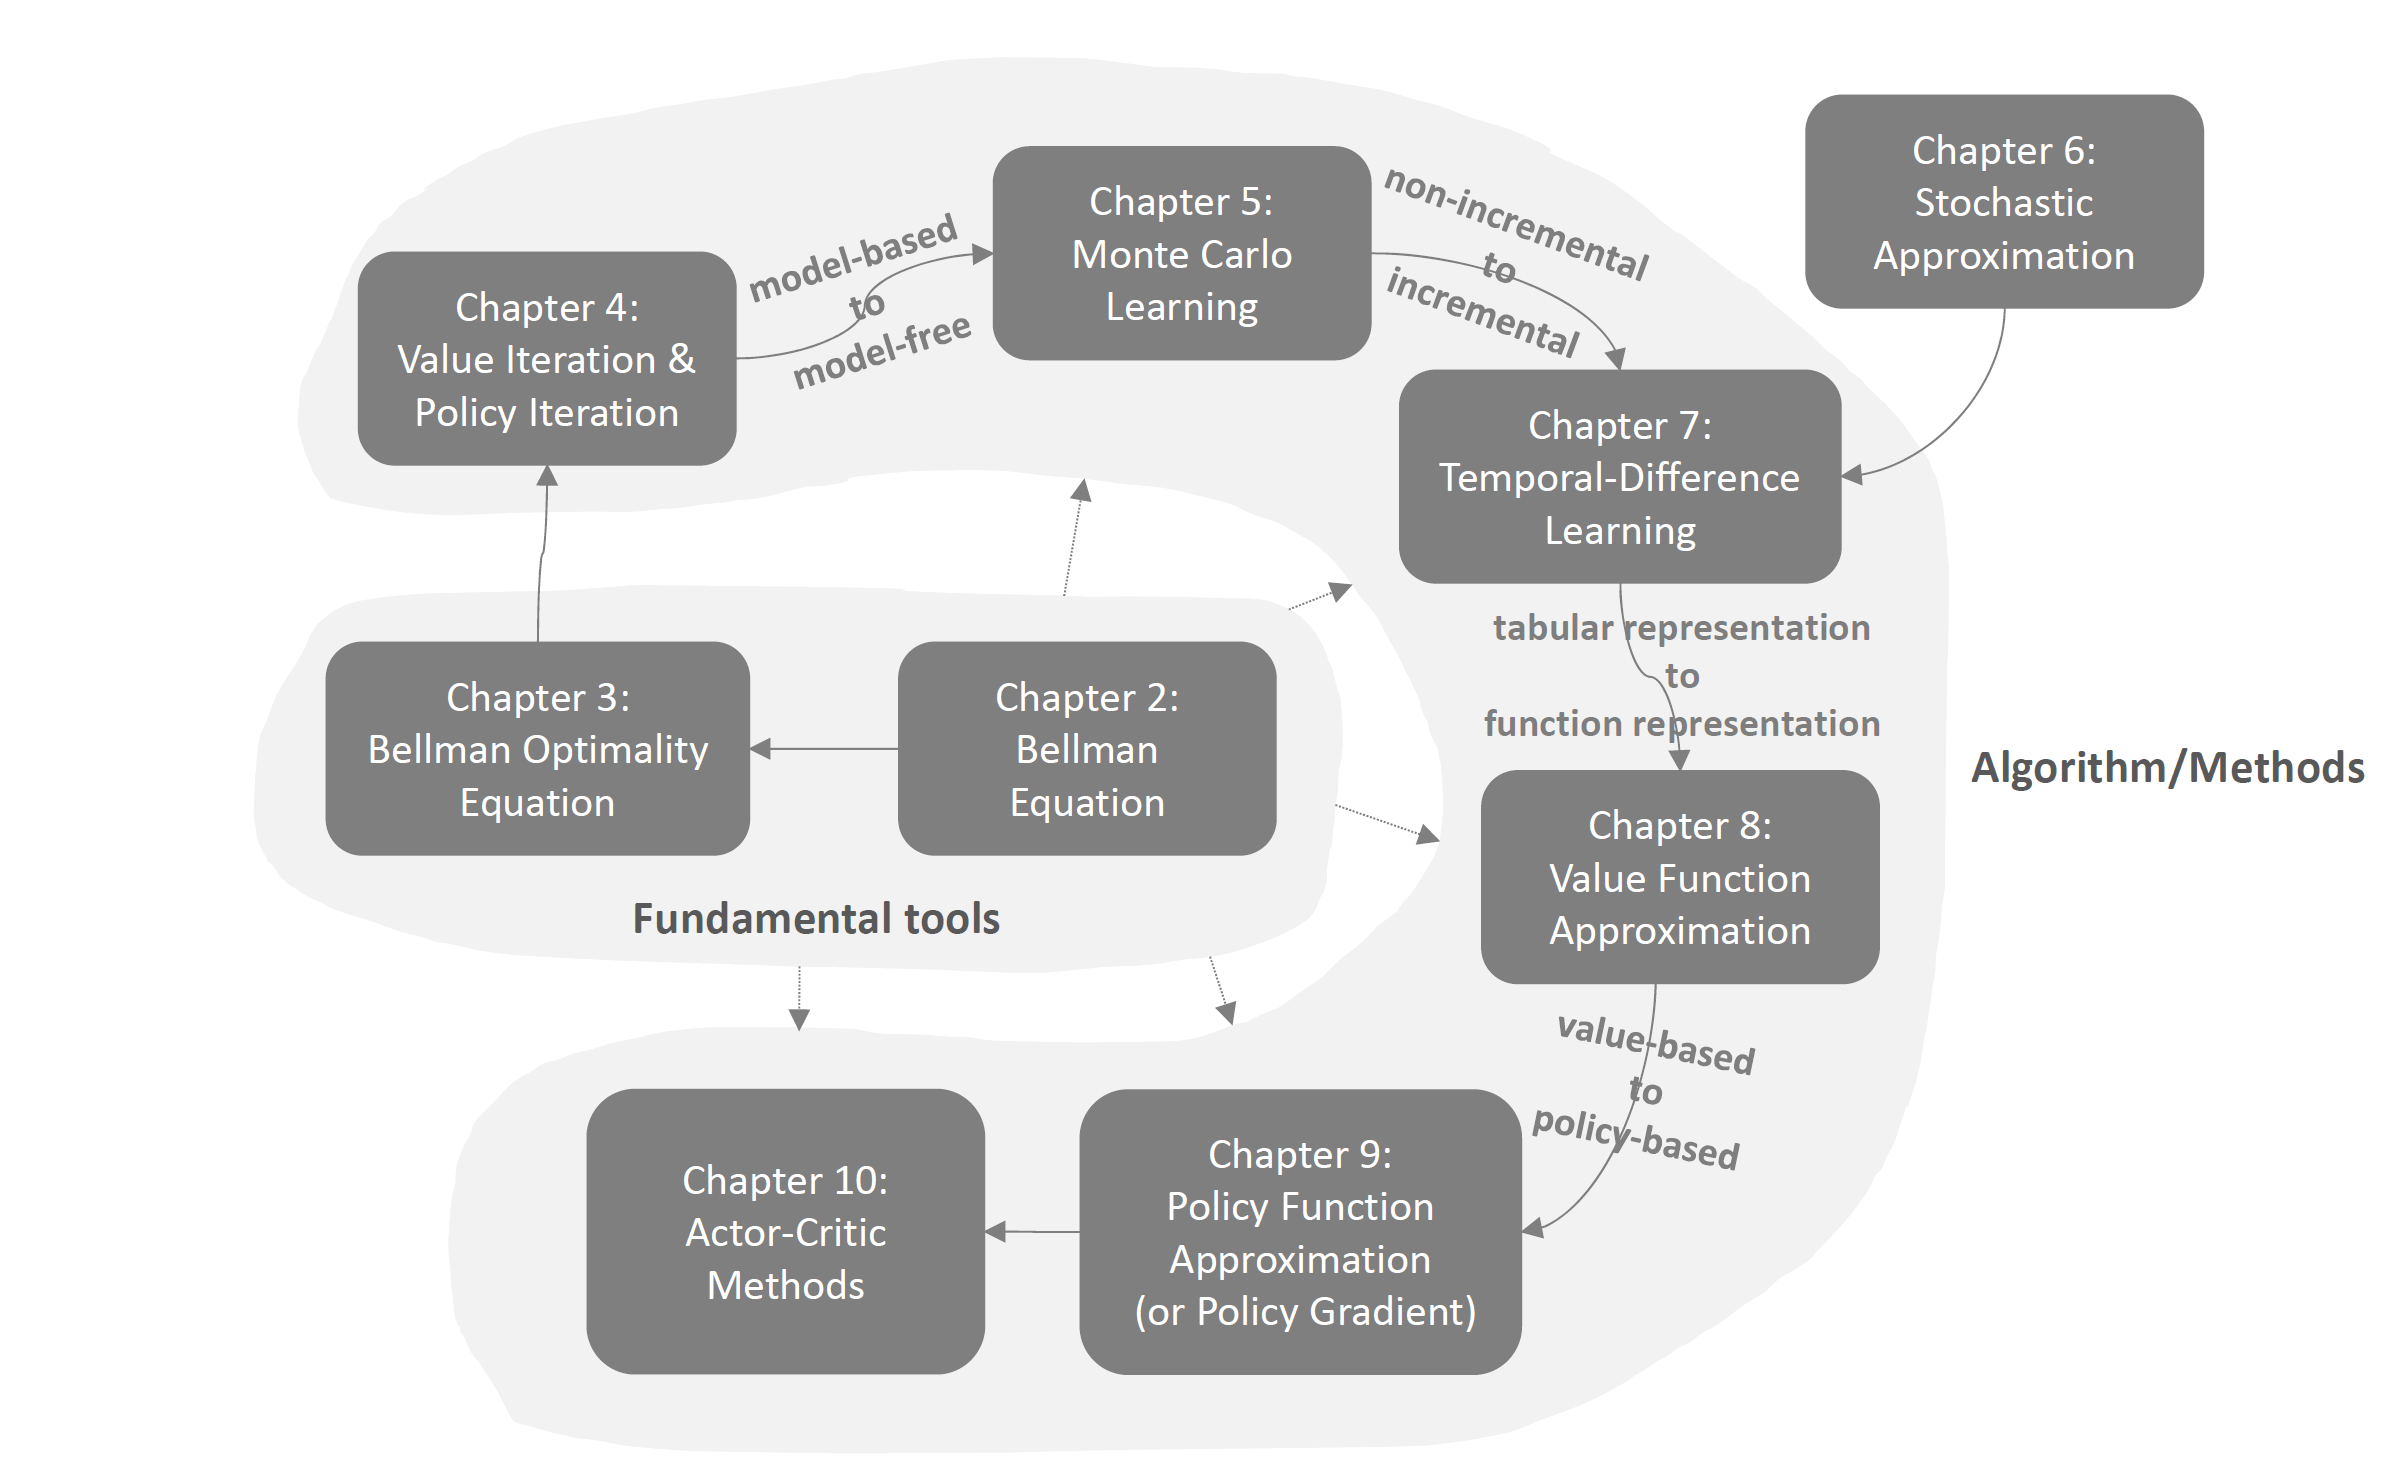 Chapter 4:
Value Iteration &
Policy Iteration
model-based
to
model-free
Chapter 5:
Monte Carlo
Learning
non-incremental
to
incremental
Chapter 6:
Stochastic
Approximation
Chapter 7:
Temporal-Difference
Learning
tabular representation
to
function representation
Chapter 3:
Bellman Optimality
Equation
Chapter 2:
Bellman
Equation
Fundamental tools
Algorithm/Methods
Chapter 8:
Value Function
Approximation
value-based
to
policy-based
Chapter 10:
Actor-Critic
Methods
Chapter 9:
Policy Function
Approximation
(or Policy Gradient)